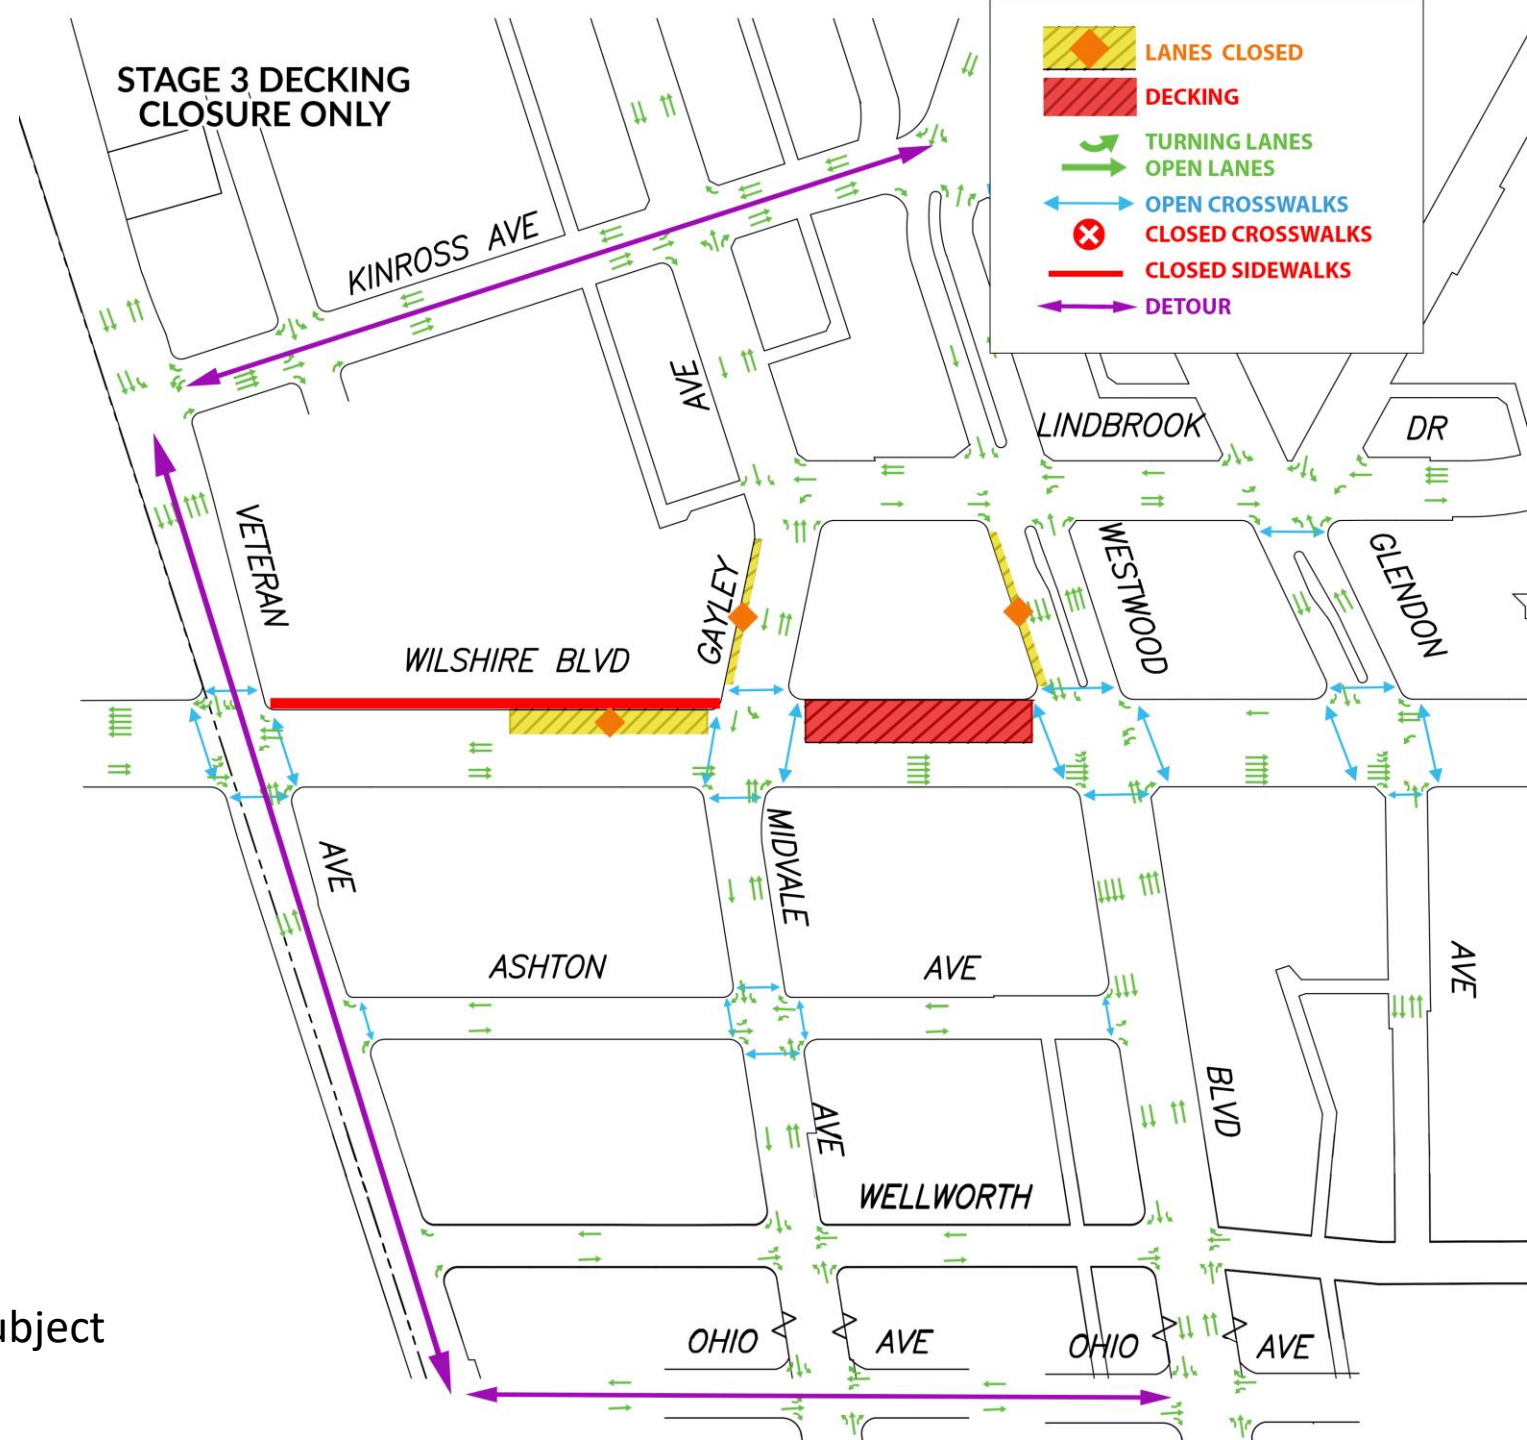 STAGE 3 DECKING
CLOSURE ONLY
LANES CLOSED
DECKING
TURNING LANES
OPEN LANES
OPEN CROSSWALKS
CLOSED CROSSWALKS
CLOSED SIDEWALKS
DETOUR
KINROSS AVE
AVE
LINDBROOK
DR
VETERAN
GAYLEY
WESTWOOD
GLENDON
WILSHIRE BLVD
AVE
MIDVALE
ASHTON
AVE
AVE
BLVD
AVE
WELLWORTH
OHIO
AVE
OHIO
AVE
ubject